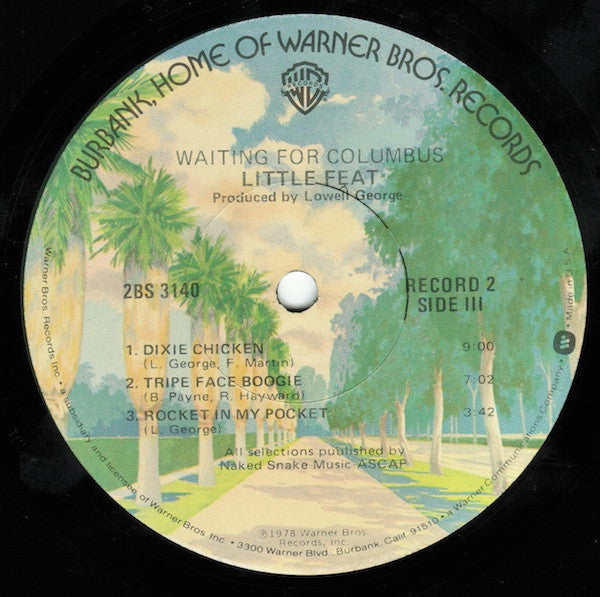 BURBANK, HOME OF WARNER BROS. RECORDS
WAITING FOR COLUMBUS
LITTLE FEAT
Produced by Lowell George
2BS 3140
RECORD 2
SIDE III
1. DIXIE CHICKEN 9:00
(L. George, F. Martin)
2. TRIPE FACE BOOGIE 7:02
(B. Payne, R. Hayward)
3. ROCKET IN MY POCKET 3:42
(L. George)
All selections published by
Naked Snake Music-ASCAP
℗1978 Warner Bros.
Records, Inc.
Warner Bros. Records Inc. • a subsidiary and licensee of Warner Bros. Inc. • 3300 Warner Blvd., Burbank, Calif. 91510 • a Warner Communications Company • Made in U.S.A.